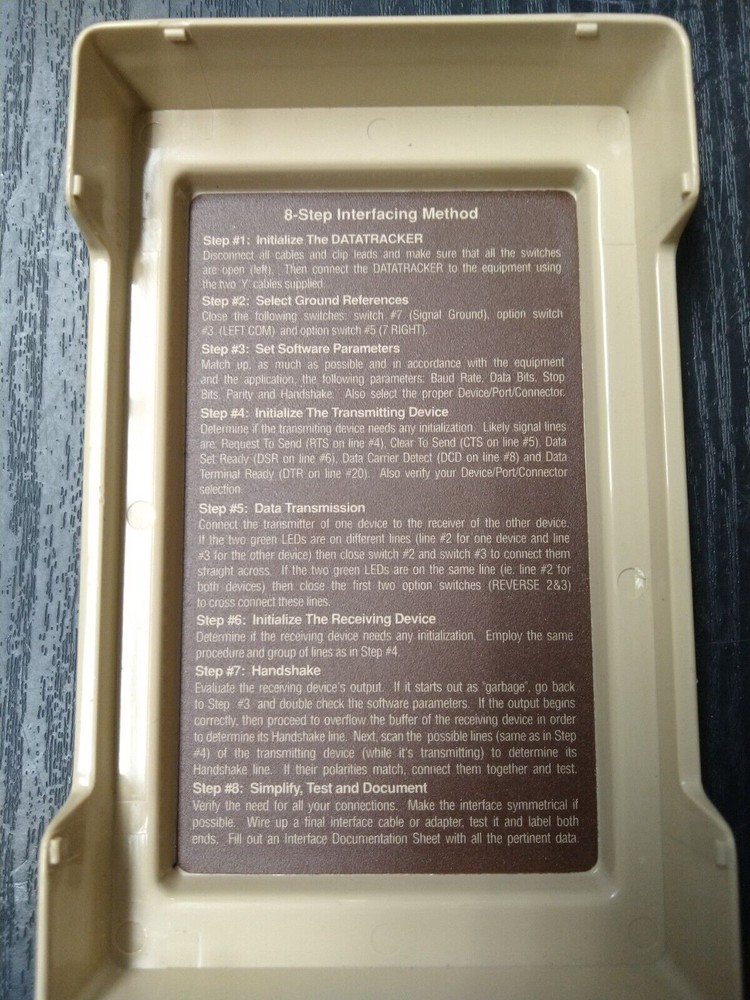 8-Step Interfacing Method
Step #1: Initialize The DATATRACKER
Disconnect all cables and clip leads and make sure that all the switches
are open (left). Then connect the DATATRACKER to the equipment using
the two 'Y' cables supplied.
Step #2: Select Ground References
Close the following switches: switch #7 (Signal Ground), option switch
#3 (LEFT COM) and option switch #5 (7 RIGHT).
Step #3: Set Software Parameters
Match up, as much as possible and in accordance with the equipment
and the application, the following parameters: Baud Rate, Data Bits, Stop
Bits, Parity and Handshake. Also select the proper Device/Port/Connector.
Step #4: Initialize The Transmitting Device
Determine if the transmiting device needs any initialization. Likely signal lines
are: Request To Send (RTS on line #4), Clear To Send (CTS on line #5), Data
Set Ready (DSR on line #6), Data Carrier Detect (DCD on line #8) and Data
Terminal Ready (DTR on line #20). Also verify your Device/Port/Connector
selection.
Step #5: Data Transmission
Connect the transmitter of one device to the receiver of the other device.
If the two green LEDs are on different lines (line #2 for one device and line
#3 for the other device) then close switch #2 and switch #3 to connect them
straight across. If the two green LEDs are on the same line (ie. line #2 for
both devices) then close the first two option switches (REVERSE 2&3)
to cross connect these lines.
Step #6: Initialize The Receiving Device
Determine if the receiving device needs any initialization. Employ the same
procedure and group of lines as in Step #4.
Step #7: Handshake
Evaluate the receiving device's output. If it starts out as "garbage", go back
to Step #3 and double check the software parameters. If the output begins
correctly, then proceed to overflow the buffer of the receiving device in order
to determine its Handshake line. Next, scan the possible lines (same as in Step
#4) of the transmitting device (while it's transmitting) to determine its
Handshake line. If their polarities match, connect them together and test.
Step #8: Simplify, Test and Document
Verify the need for all your connections. Make the interface symmetrical if
possible. Wire up a final interface cable or adapter, test it and label both
ends. Fill out an Interface Documentation Sheet with all the pertinent data.